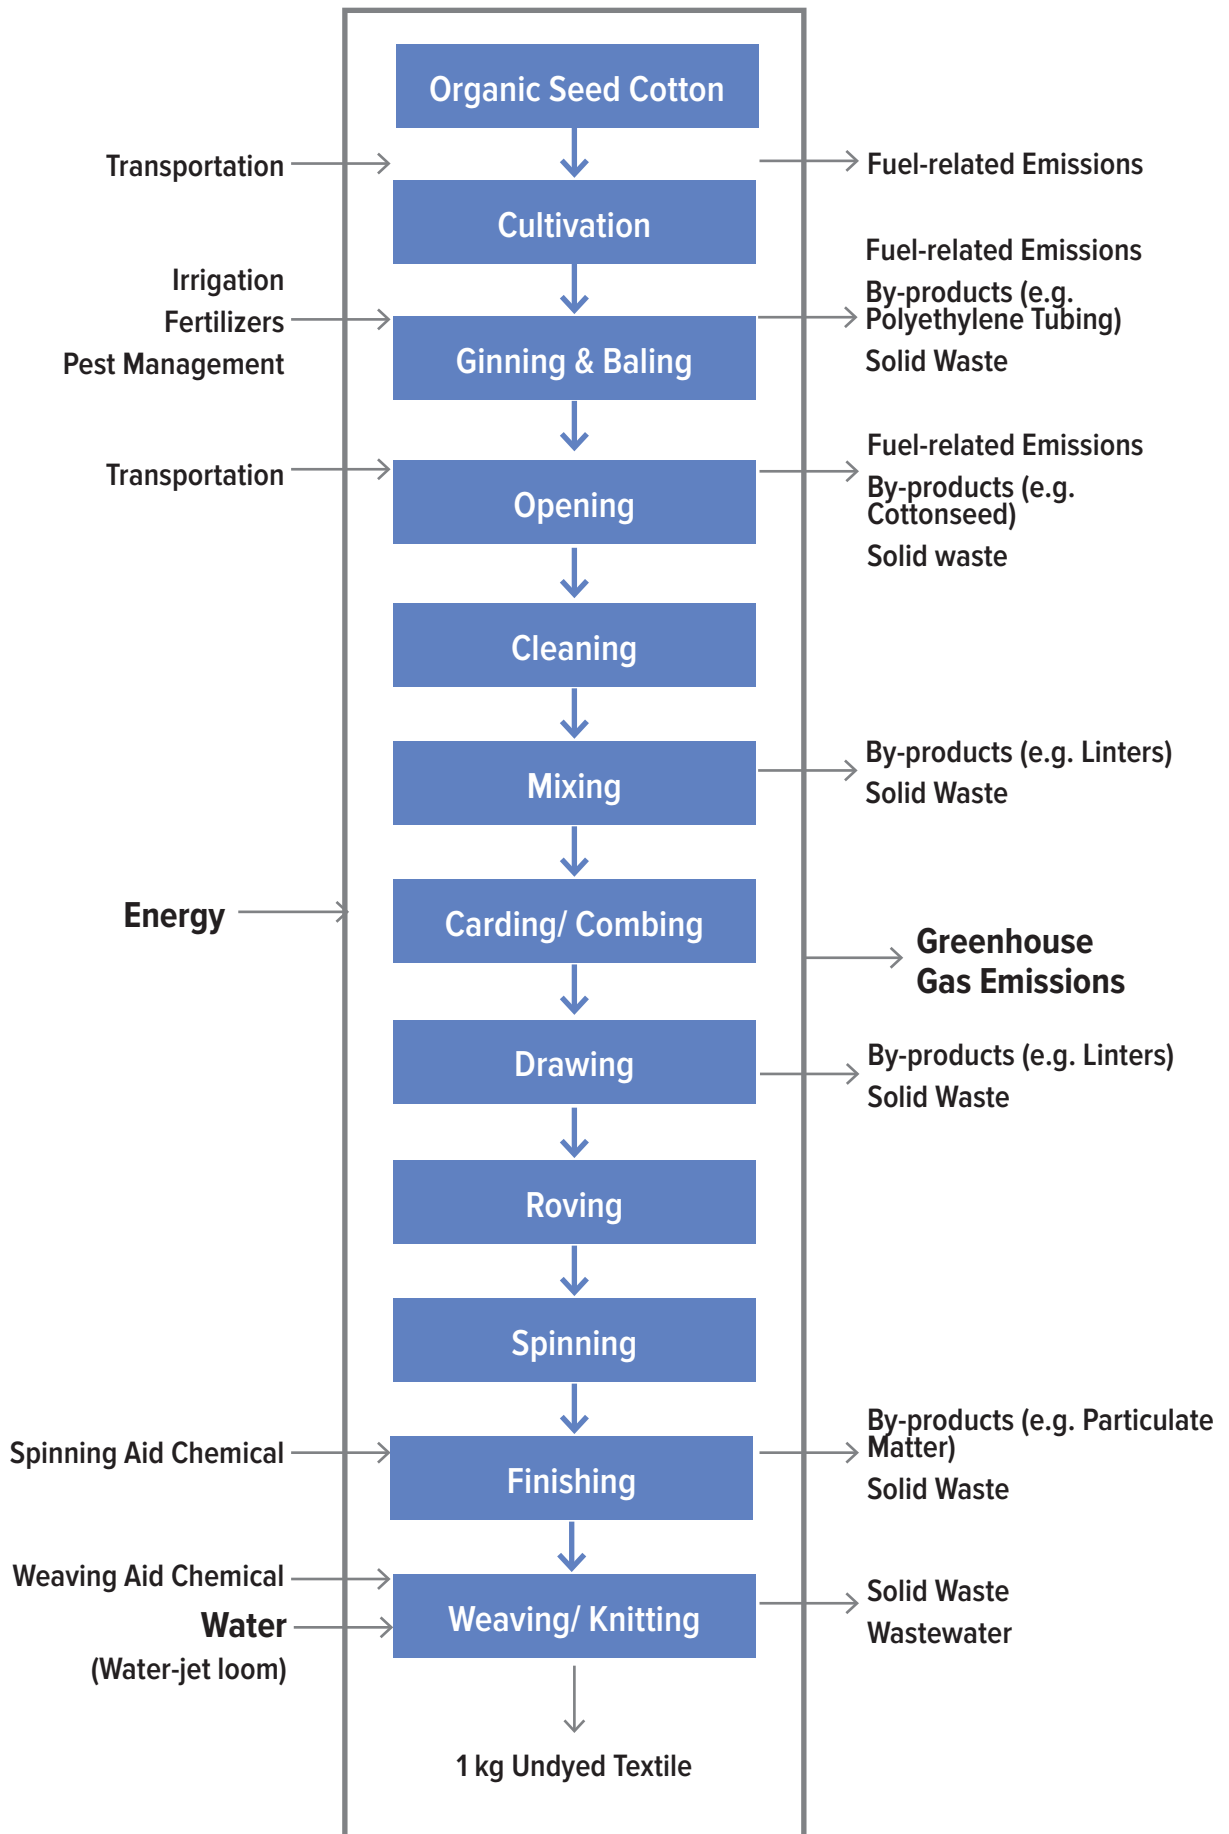 Organic Seed Cotton
Transportation
Fuel-related Emissions
Cultivation
Irrigation
Fertilizers
Pest Management
Fuel-related Emissions
By-products (e.g.
Polyethylene Tubing)
Solid Waste
Ginning & Baling
Transportation
Fuel-related Emissions
By-products (e.g.
Cottonseed)
Solid waste
Opening
Cleaning
Mixing
By-products (e.g. Linters)
Solid Waste
Energy
Carding/ Combing
Greenhouse
Gas Emissions
Drawing
By-products (e.g. Linters)
Solid Waste
Roving
Spinning
Spinning Aid Chemical
Finishing
By-products (e.g. Particulate
Matter)
Solid Waste
Weaving Aid Chemical
Water
(Water-jet loom)
Weaving/ Knitting
Solid Waste
Wastewater
1 kg Undyed Textile